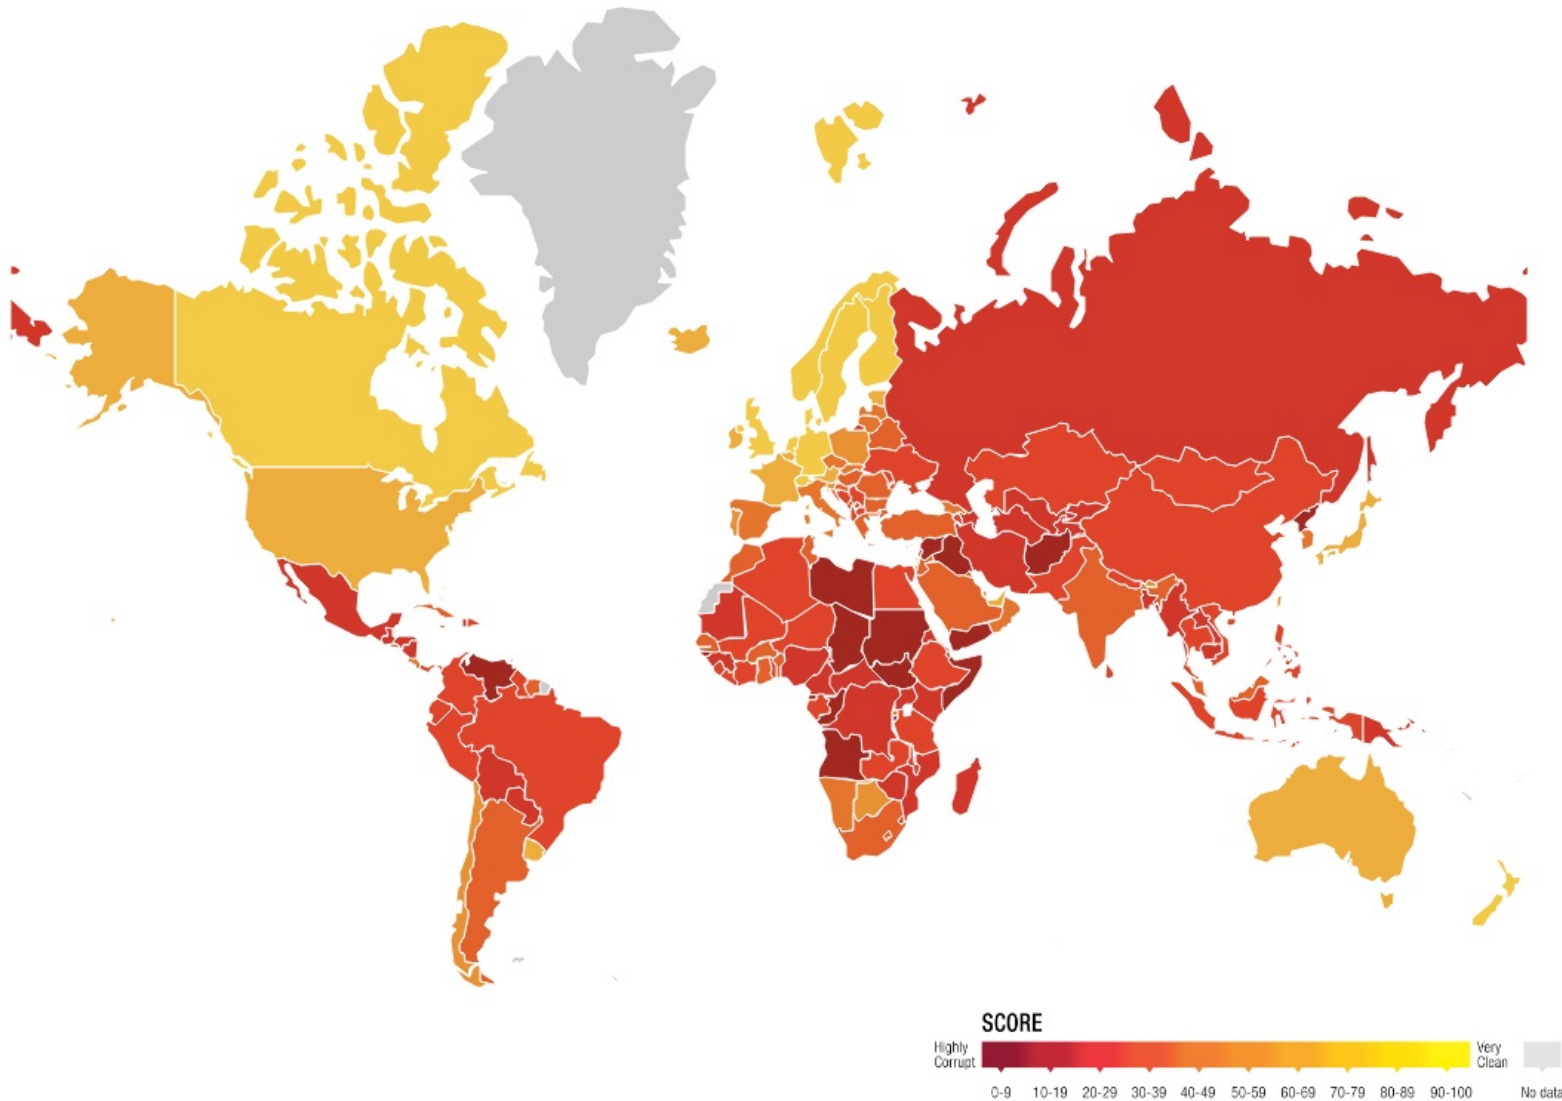 SCORE
Highly
Corrupt
Very
Clean
0-9 10-19 20-29 30-39 40-49 50-59 60-69 70-79 80-89 90-100 No data